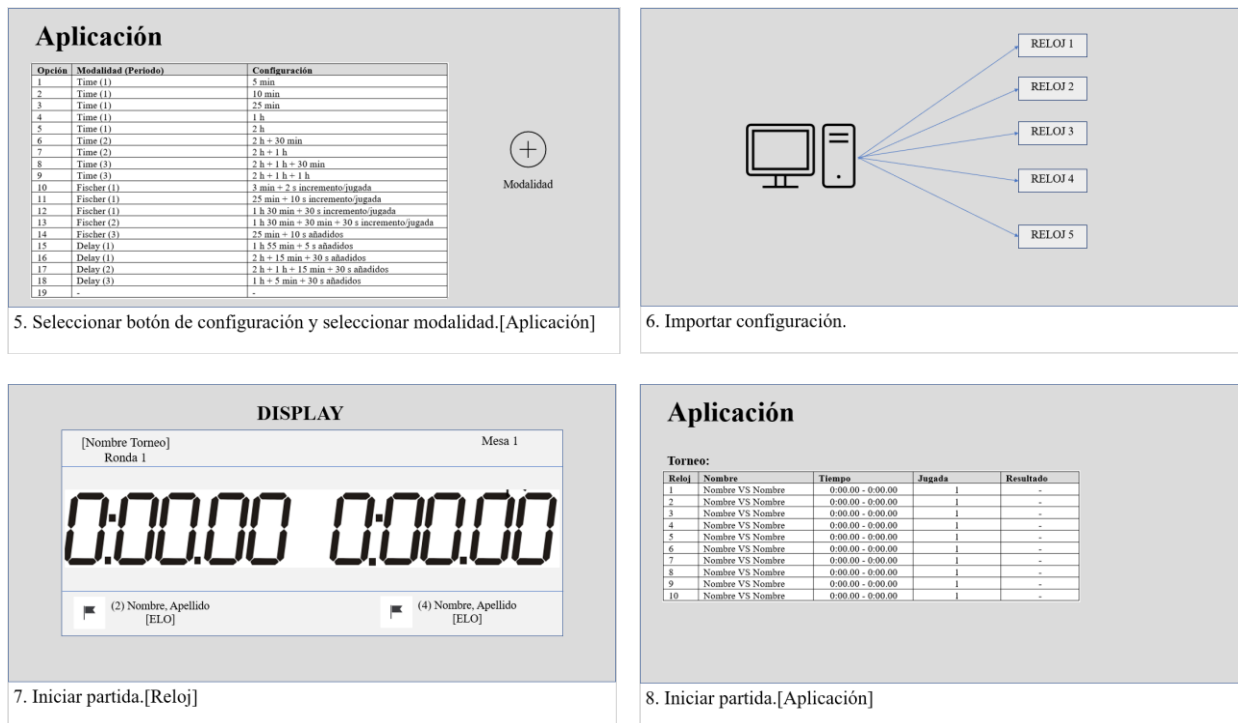 Aplicación
Opción Modalidad (Periodo) Configuración
1 Time (1) 5 min
2 Time (1) 10 min
3 Time (1) 25 min
4 Time (1) 1 h
5 Time (1) 2 h
6 Time (2) 2 h + 30 min
7 Time (2) 2 h + 1 h
8 Time (3) 2 h + 1 h + 30 min
9 Time (3) 2 h + 1 h + 1 h
10 Fischer (1) 3 min + 2 s incremento/jugada
11 Fischer (1) 25 min + 10 s incremento/jugada
12 Fischer (1) 1 h 30 min + 30 s incremento/jugada
13 Fischer (2) 1 h 30 min + 30 min + 30 s incremento/jugada
14 Fischer (3) 25 min + 10 s añadidos
15 Delay (1) 1 h 55 min + 5 s añadidos
16 Delay (1) 2 h + 15 min + 30 s añadidos
17 Delay (2) 2 h + 1 h + 15 min + 30 s añadidos
18 Delay (3) 1 h + 5 min + 30 s añadidos
19 - -
Modalidad
5. Seleccionar botón de configuración y seleccionar modalidad.[Aplicación]
RELOJ 1
RELOJ 2
RELOJ 3
RELOJ 4
RELOJ 5
6. Importar configuración.
DISPLAY
[Nombre Torneo] Mesa 1
Ronda 1
0:00.00 0:00.00
(2) Nombre, Apellido (4) Nombre, Apellido
[ELO] [ELO]
7. Iniciar partida.[Reloj]
Aplicación
Torneo:
Reloj Nombre Tiempo Jugada Resultado
1 Nombre VS Nombre 0:00.00 - 0:00.00 1 -
2 Nombre VS Nombre 0:00.00 - 0:00.00 1 -
3 Nombre VS Nombre 0:00.00 - 0:00.00 1 -
4 Nombre VS Nombre 0:00.00 - 0:00.00 1 -
5 Nombre VS Nombre 0:00.00 - 0:00.00 1 -
6 Nombre VS Nombre 0:00.00 - 0:00.00 1 -
7 Nombre VS Nombre 0:00.00 - 0:00.00 1 -
8 Nombre VS Nombre 0:00.00 - 0:00.00 1 -
9 Nombre VS Nombre 0:00.00 - 0:00.00 1 -
10 Nombre VS Nombre 0:00.00 - 0:00.00 1 -
8. Iniciar partida.[Aplicación]